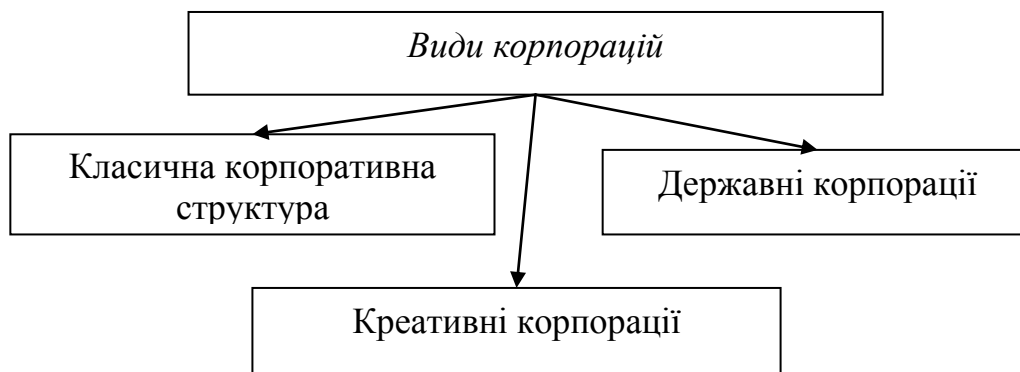 Види корпорацій
Класична корпоративна
структура
Державні корпорації
Креативні корпорації